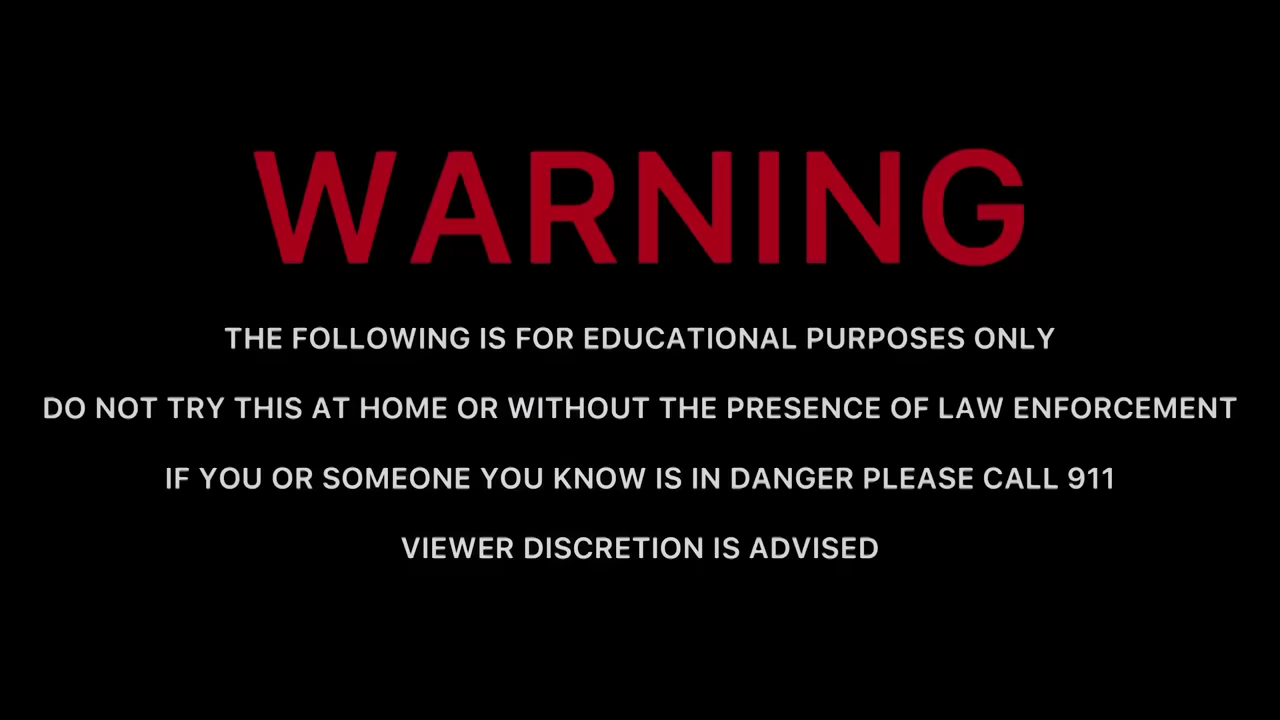 WARNING
THE FOLLOWING IS FOR EDUCATIONAL PURPOSES ONLY
DO NOT TRY THIS AT HOME OR WITHOUT THE PRESENCE OF LAW ENFORCEMENT
IF YOU OR SOMEONE YOU KNOW IS IN DANGER PLEASE CALL 911
VIEWER DISCRETION IS ADVISED